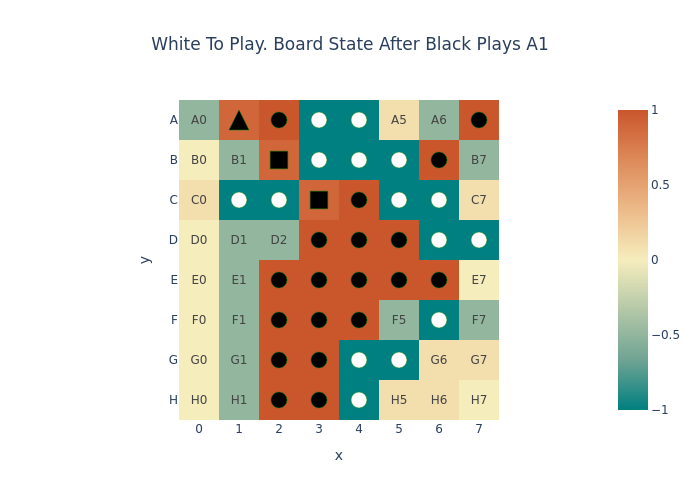 White To Play. Board State After Black Plays A1
A A0 A5 A6
B B0 B1 B7
C C0 C7
D D0 D1 D2
E E0 E1 E7
F F0 F1 F5 F7
G G0 G1 G6 G7
H H0 H1 H5 H6 H7
0 1 2 3 4 5 6 7
x
y
1
0.5
0
−0.5
−1